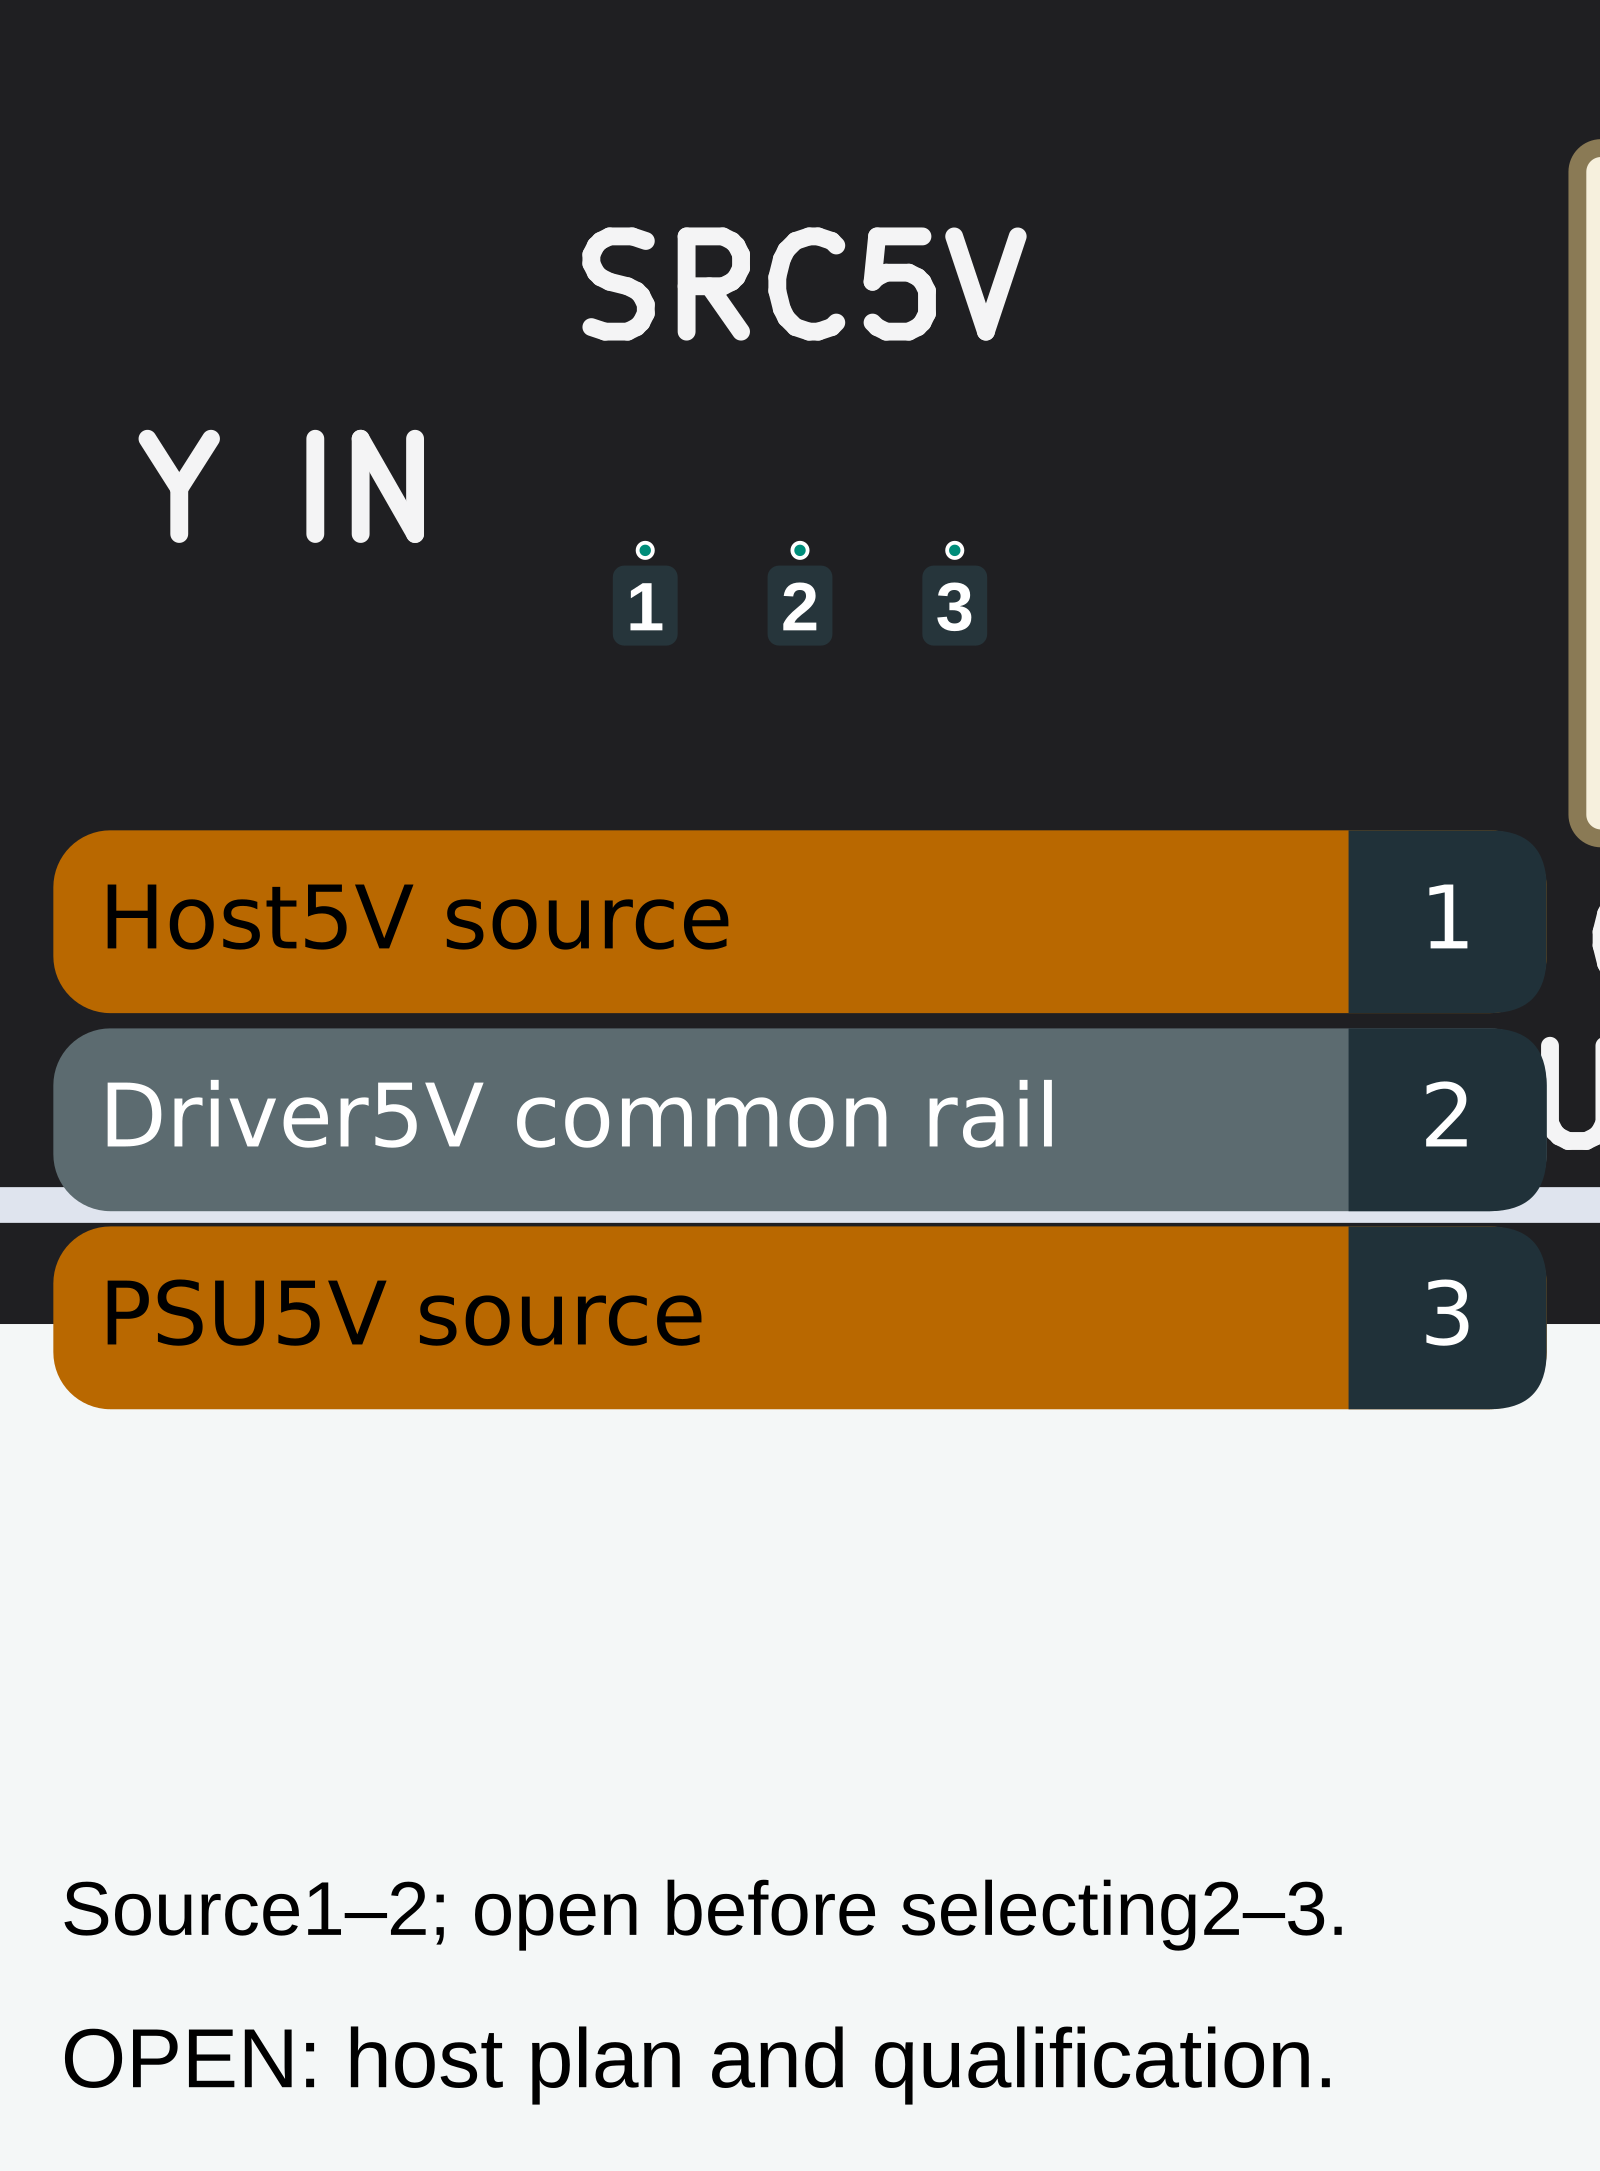 SRC5V
Y IN
1 2 3
Host5V source 1
Driver5V common rail 2
PSU5V source 3
Source1–2; open before selecting2–3.
OPEN: host plan and qualification.